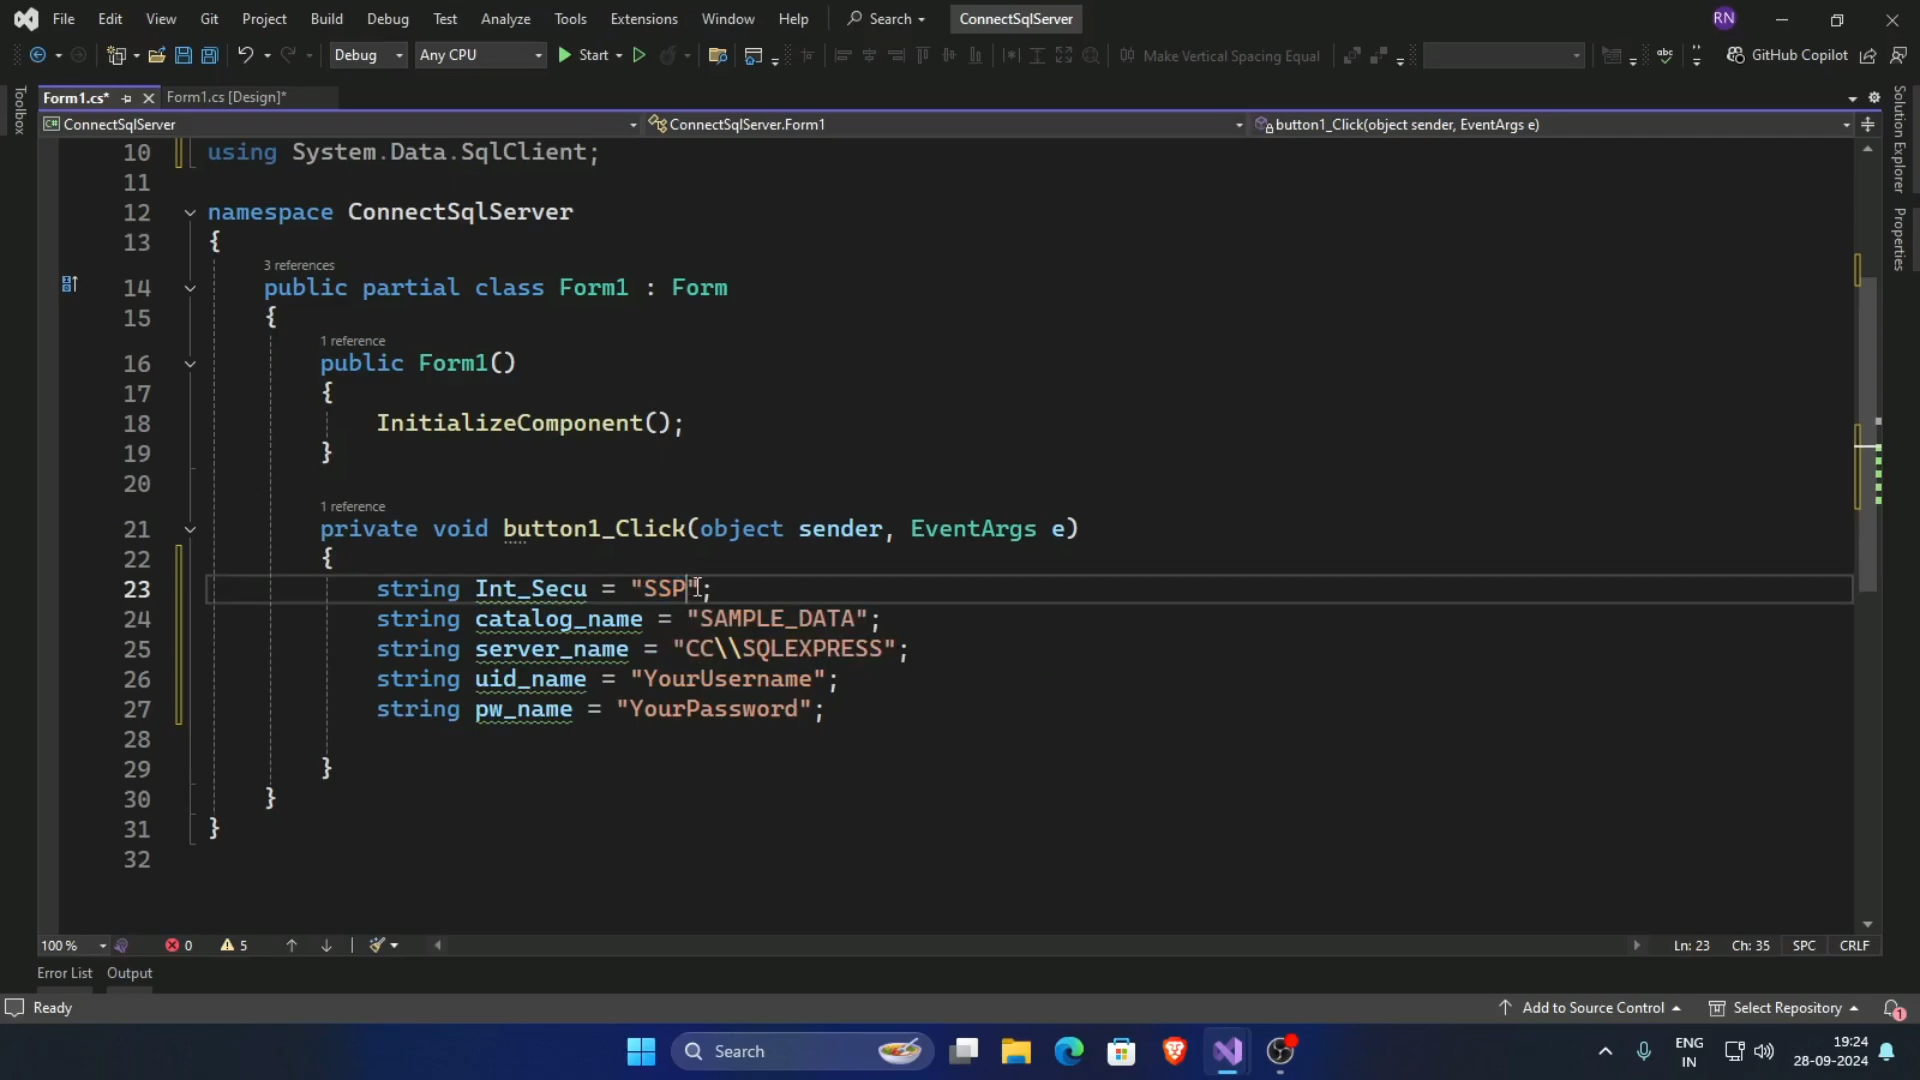 File Edit View Git Project Build Debug Test Analyze Tools Extensions Window Help Search ConnectSqlServer RN
Debug Any CPU Start Make Vertical Spacing Equal abc GitHub Copilot
Toolbox
Form1.cs* Form1.cs [Design]*
C# ConnectSqlServer ConnectSqlServer.Form1 button1_Click(object sender, EventArgs e)
Solution Explorer
Properties
10 using System.Data.SqlClient;
11
12 namespace ConnectSqlServer
13 {
3 references
14 public partial class Form1 : Form
15 {
1 reference
16 public Form1()
17 {
18 InitializeComponent();
19 }
20
1 reference
21 private void button1_Click(object sender, EventArgs e)
22 {
23 string Int_Secu = "SSP";
24 string catalog_name = "SAMPLE_DATA";
25 string server_name = "CC\\SQLEXPRESS";
26 string uid_name = "YourUsername";
27 string pw_name = "YourPassword";
28
29 }
30 }
31 }
32
100 % 0 5 Ln: 23 Ch: 35 SPC CRLF
Error List Output
Ready Add to Source Control Select Repository 1
Search ENG IN 19:24 28-09-2024